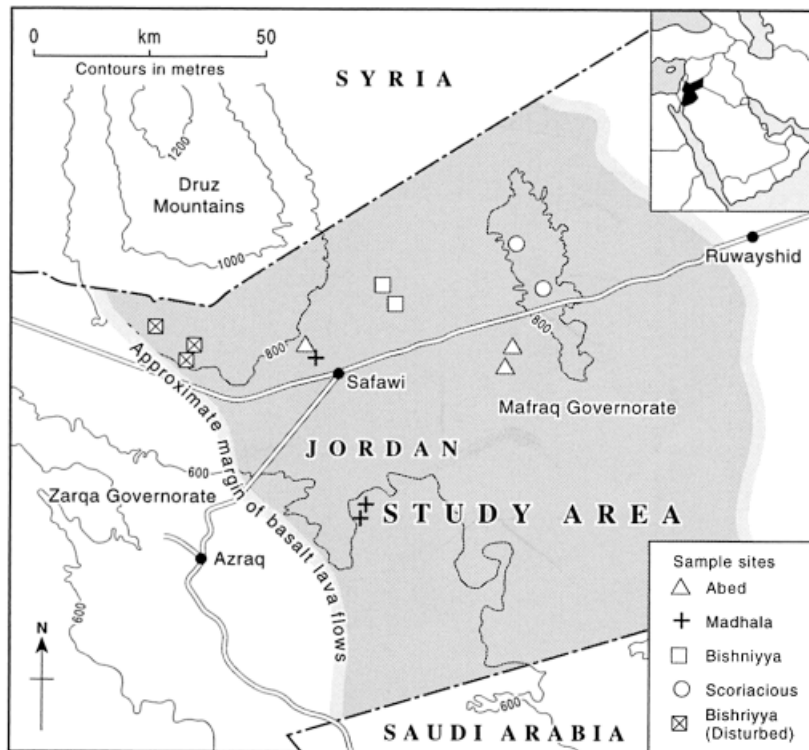 0 km 50
Contours in metres
SYRIA
1200
Druz
Mountains
1000
Ruwayshid
800
800
Safawi
Approximate margin of basalt lava flows
Mafraq Governorate
JORDAN
600
Zarqa Governorate
STUDY AREA
Azraq
600
N
600
SAUDI ARABIA
Sample sites
Abed
Madhala
Bishniyya
Scoriacious
Bishriyya
(Disturbed)